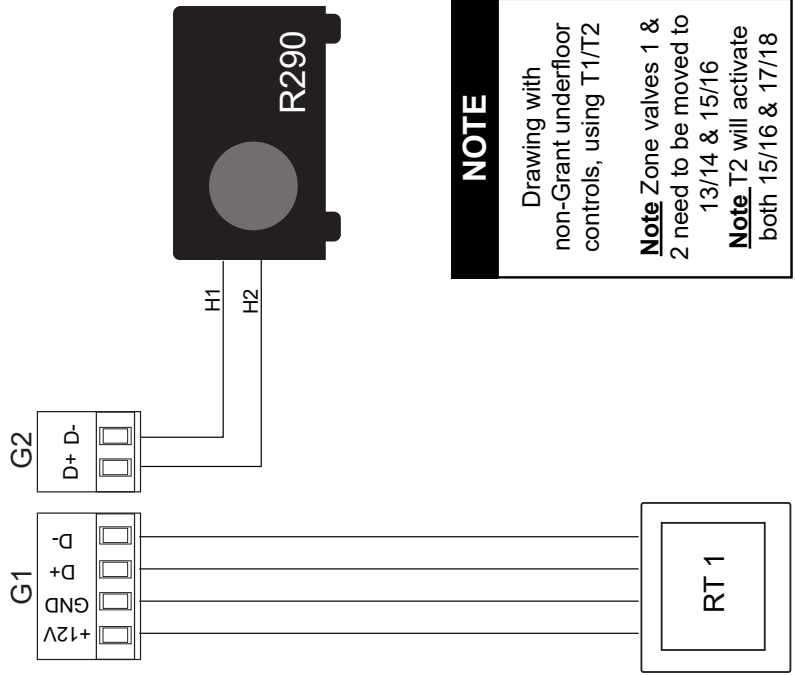 G1
+12V
GND
D+
D-
G2
D+ D-
H1
H2
R290
RT 1
NOTE
Drawing with
non-Grant underfloor
controls, using T1/T2
Note Zone valves 1 &
2 need to be moved to
13/14 & 15/16
Note T2 will activate
both 15/16 & 17/18